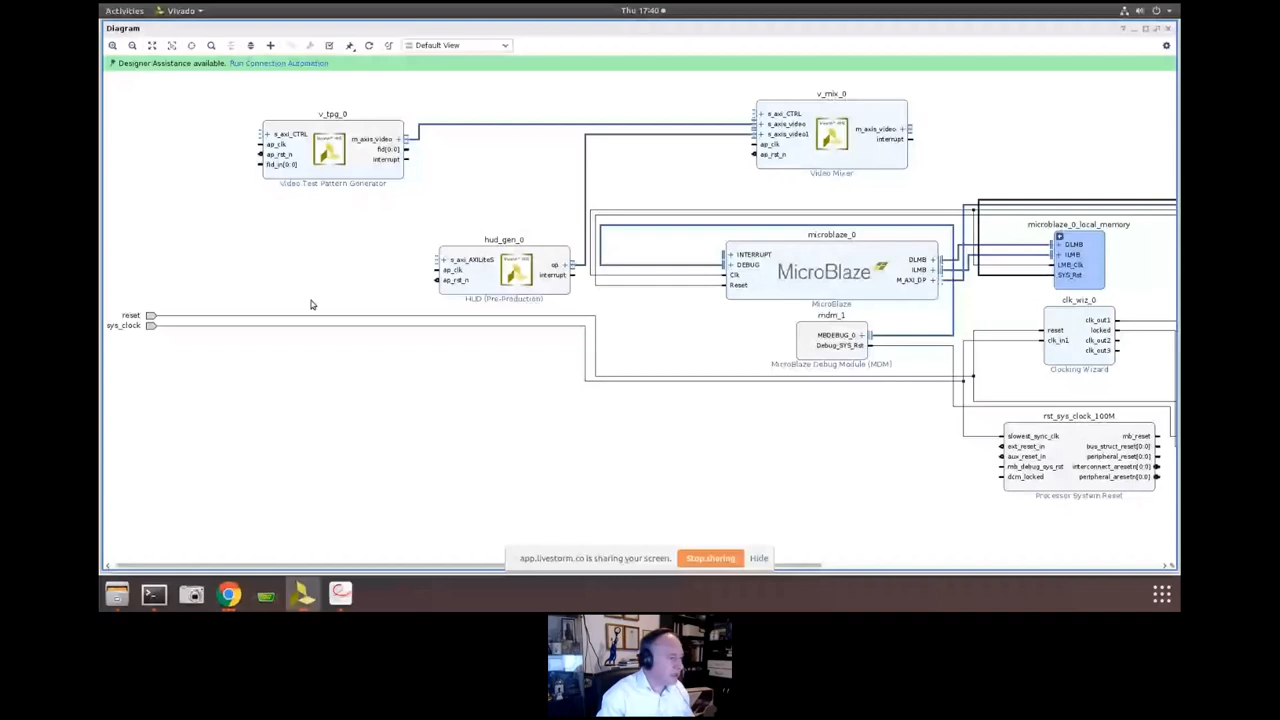 Activities
Vivado
Thu 17:40
Diagram
Default View
Designer Assistance available. Run Connection Automation
v_tpg_0
s_axi_CTRL
ap_clk
ap_rst_n
fid_in[0:0]
m_axis_video
fid[0:0]
interrupt
Video Test Pattern Generator
v_mix_0
s_axi_CTRL
s_axis_video
s_axis_video1
ap_clk
ap_rst_n
m_axis_video
interrupt
Video Mixer
hud_gen_0
s_axi_AXILiteS
ap_clk
ap_rst_n
op
interrupt
HUD (Pre-Production)
microblaze_0
INTERRUPT
DEBUG
Clk
Reset
MicroBlaze
DLMB
ILMB
M_AXI_DP
MicroBlaze
microblaze_0_local_memory
DLMB
ILMB
LMB_Clk
SYS_Rst
reset
sys_clock
mdm_1
MBDEBUG_0
Debug_SYS_Rst
MicroBlaze Debug Module (MDM)
clk_wiz_0
reset
clk_in1
clk_out1
locked
clk_out2
clk_out3
Clocking Wizard
rst_sys_clock_100M
slowest_sync_clk
ext_reset_in
aux_reset_in
mb_debug_sys_rst
dcm_locked
mb_reset
bus_struct_reset[0:0]
peripheral_reset[0:0]
interconnect_aresetn[0:0]
peripheral_aresetn[0:0]
Processor System Reset
app.livestorm.co is sharing your screen.
Stop sharing
Hide